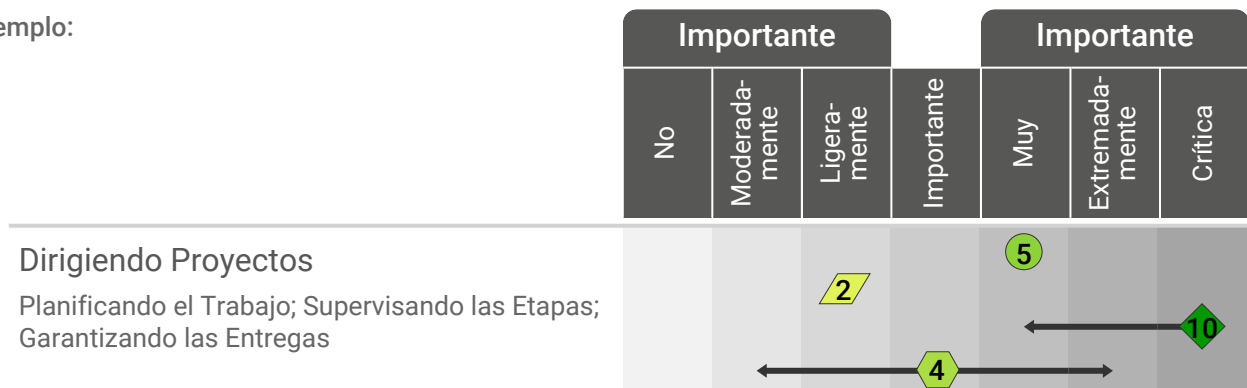 emplo:
Importante
Importante
No
Moderada-
mente
Ligera-
mente
Importante
Muy
Extremada-
mente
Crítica
Dirigiendo Proyectos
Planificando el Trabajo; Supervisando las Etapas;
Garantizando las Entregas
5
2
10
4